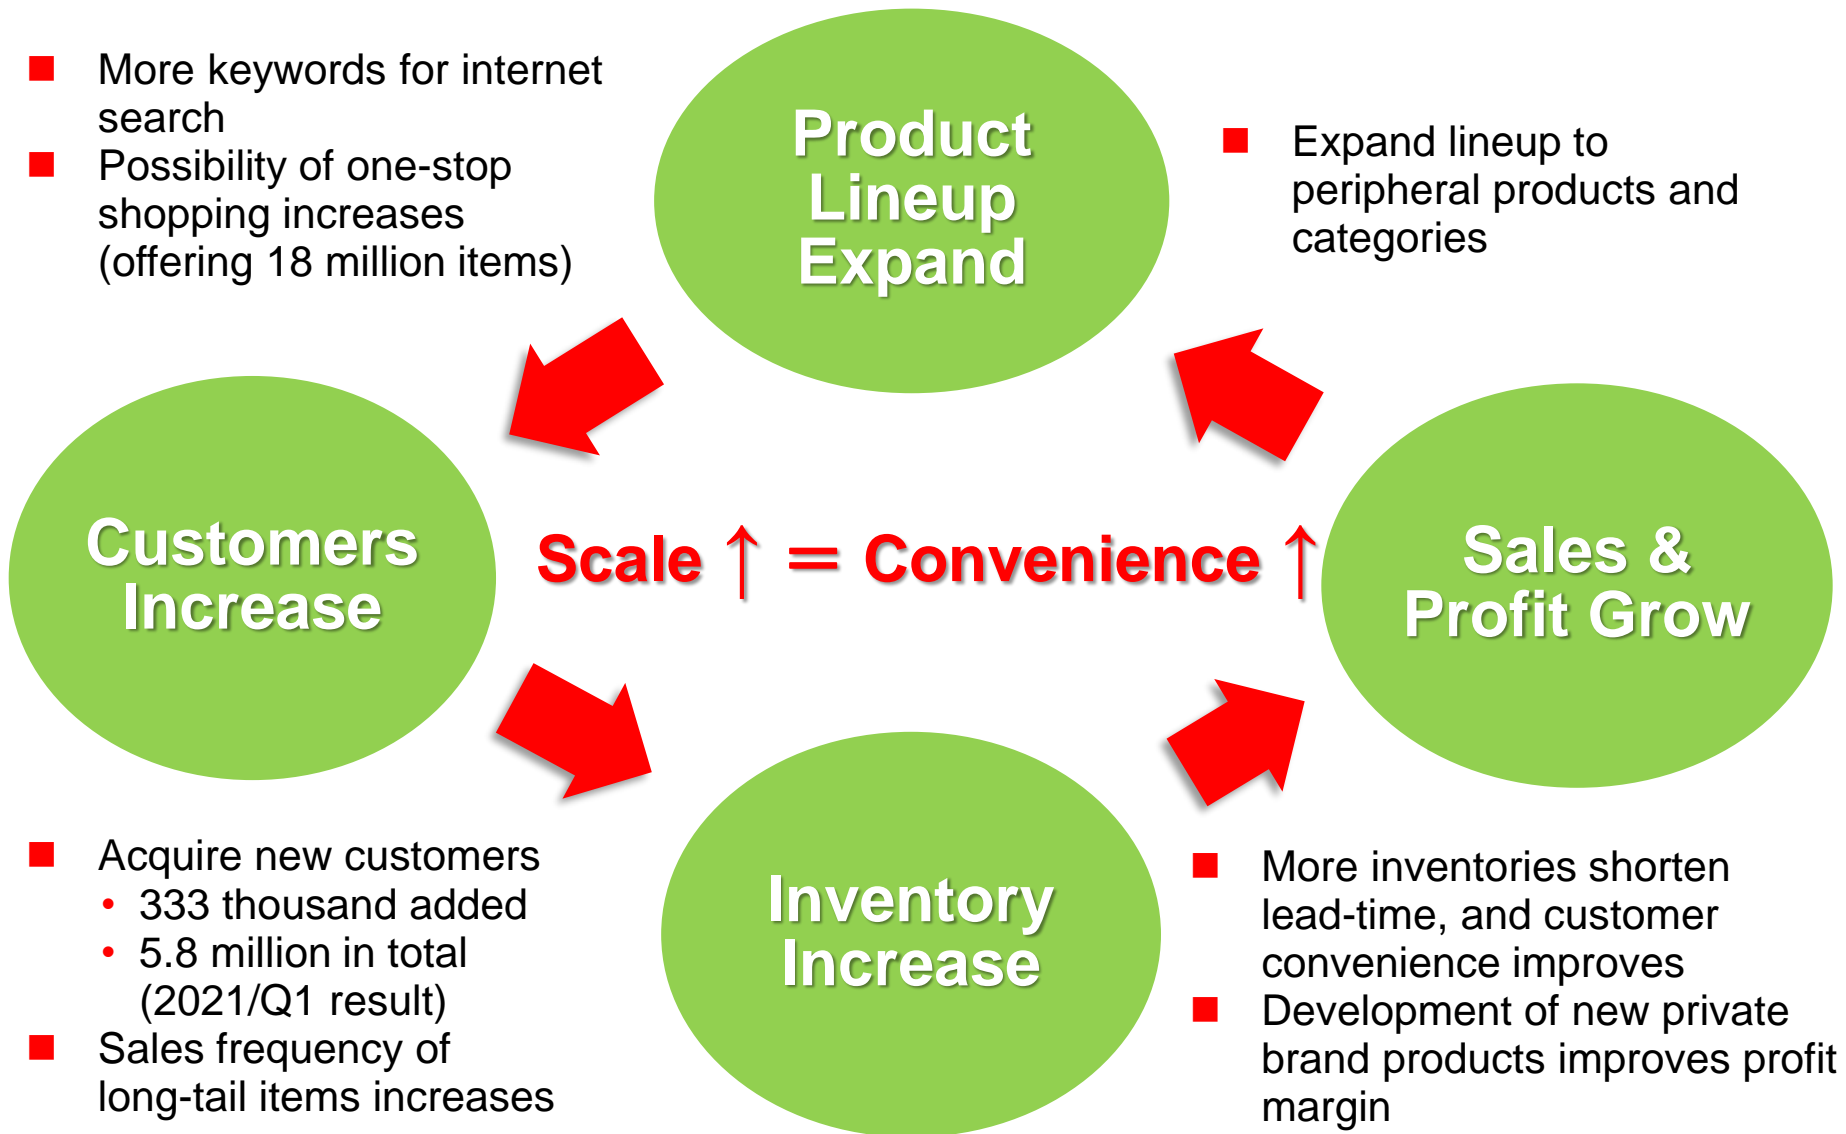 ■ More keywords for internet
search
■ Possibility of one-stop
shopping increases
(offering 18 million items)
Product
Lineup
Expand
■ Expand lineup to
peripheral products and
categories
Customers
Increase
Scale ↑ = Convenience ↑
Sales &
Profit Grow
■ Acquire new customers
• 333 thousand added
• 5.8 million in total
(2021/Q1 result)
■ Sales frequency of
long-tail items increases
Inventory
Increase
■ More inventories shorten
lead-time, and customer
convenience improves
■ Development of new private
brand products improves profit
margin